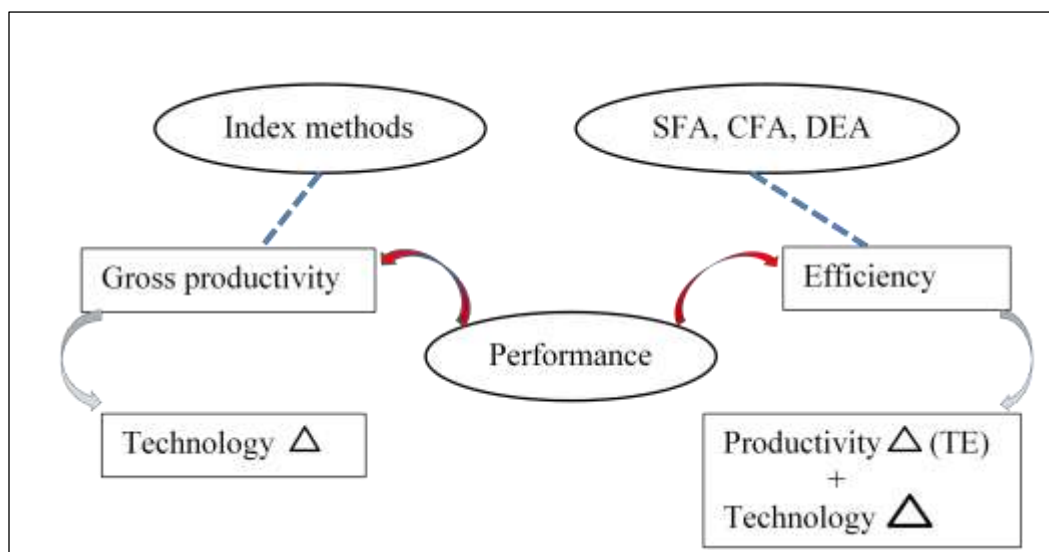 Index methods
SFA, CFA, DEA
Gross productivity
Efficiency
Performance
Technology △
Productivity △ (TE)
+
Technology △